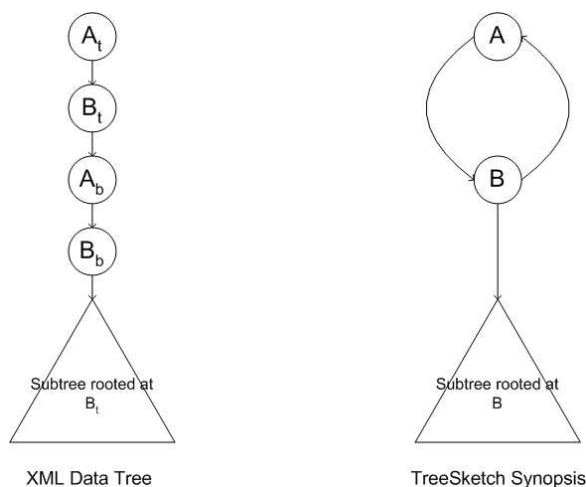 A_t
B_t
A_b
B_b
Subtree rooted at
B_t
XML Data Tree
A
B
Subtree rooted at
B
TreeSketch Synopsis